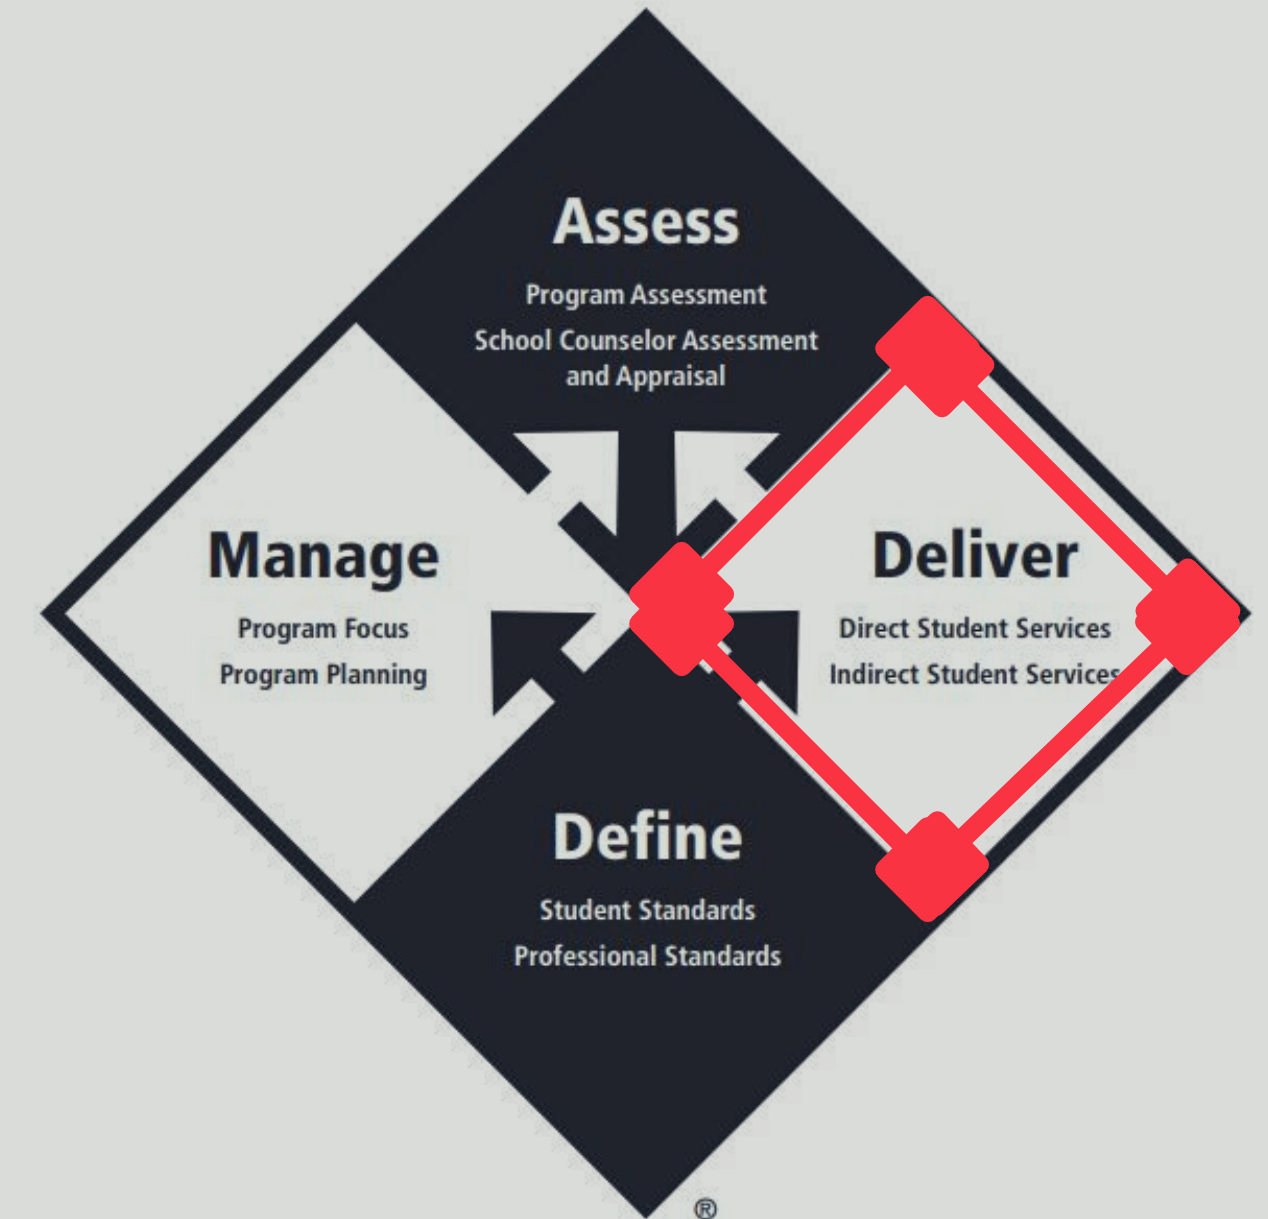 Assess
Program Assessment
School Counselor Assessment
and Appraisal
Manage
Program Focus
Program Planning
Deliver
Direct Student Services
Indirect Student Services
Define
Student Standards
Professional Standards
®